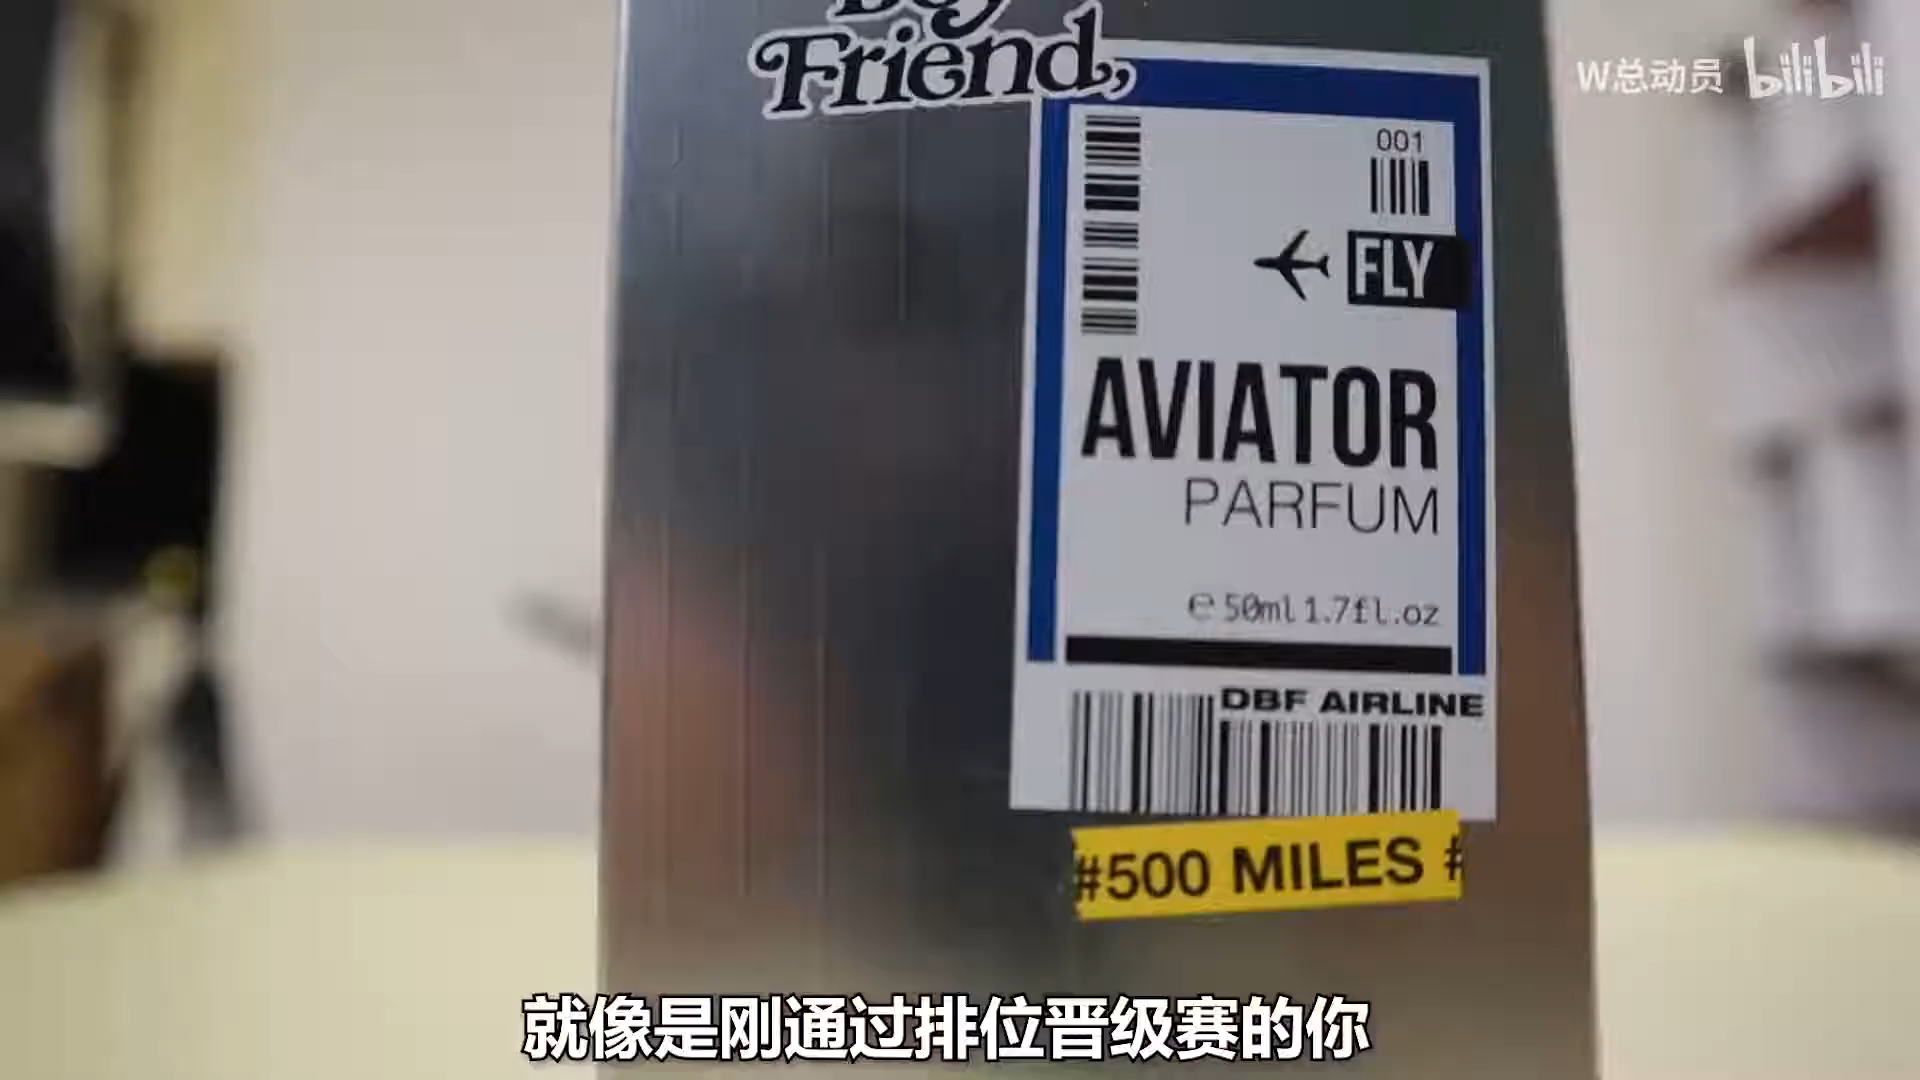 W总动员 bilibili
Boy
Friend,
001
FLY
AVIATOR
PARFUM
℮ 50ml 1.7fl.oz
DBF AIRLINE
#500 MILES #
就像是刚通过排位晋级赛的你